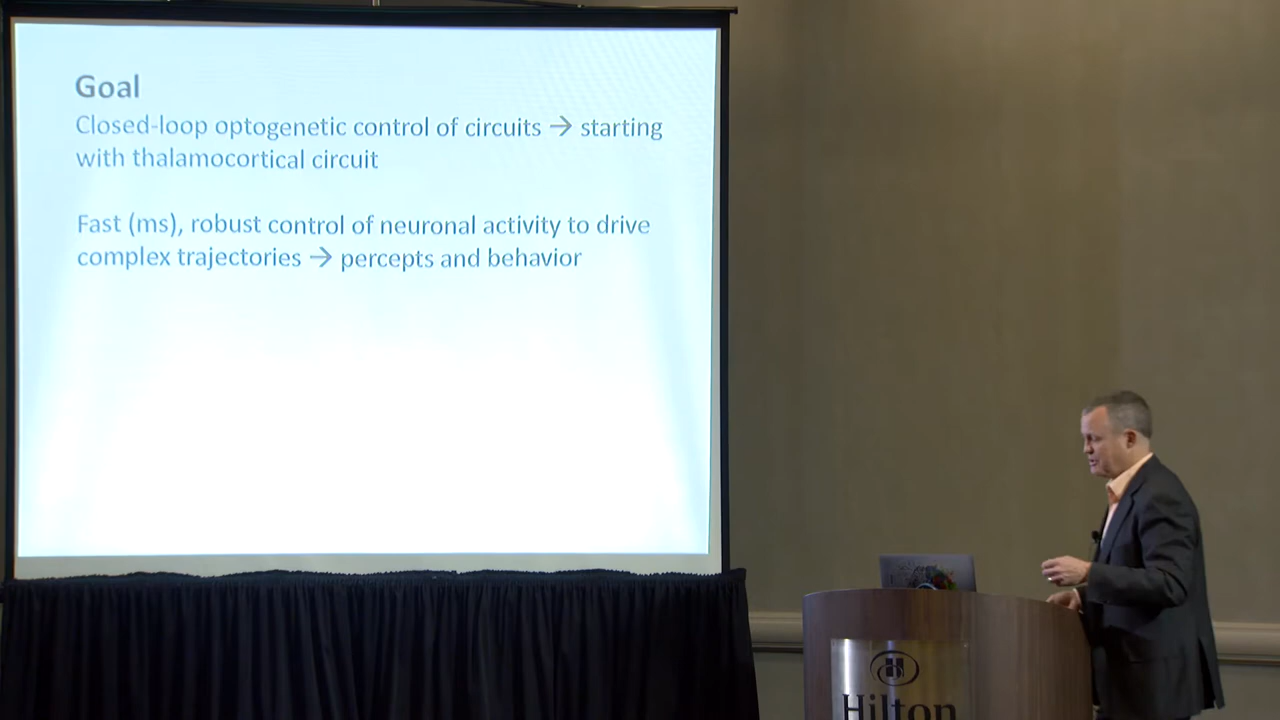 Goal
Closed-loop optogenetic control of circuits → starting
with thalamocortical circuit
Fast (ms), robust control of neuronal activity to drive
complex trajectories → percepts and behavior
Hilton